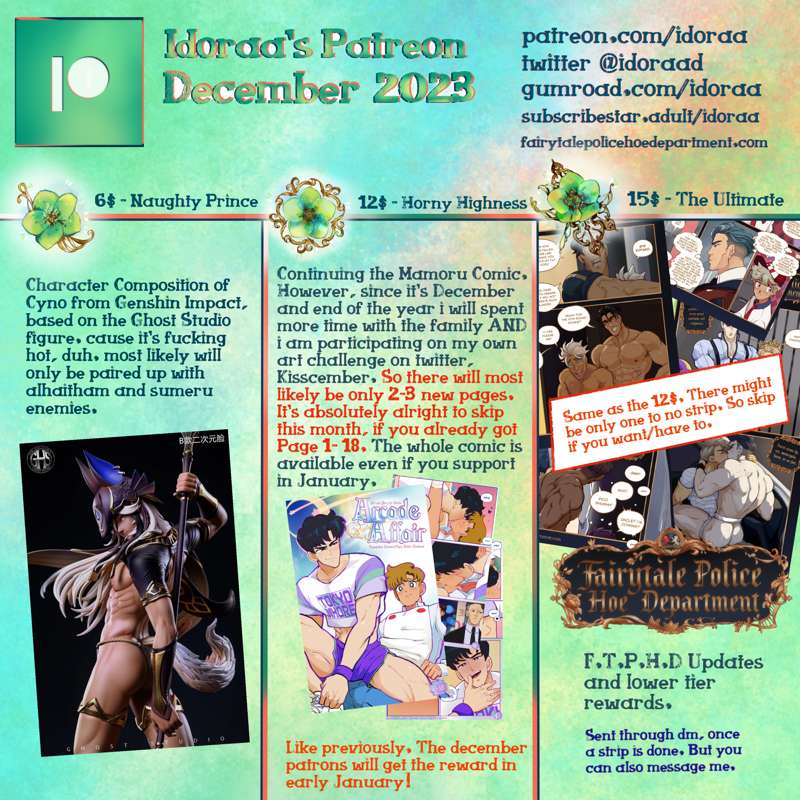 Idoraa's Patreon
December 2023
patreon.com/idoraa
twitter @idoraad
gumroad.com/idoraa
subscribestar.adult/idoraa
fairytalepolicehoedepartment.com
6$ - Naughty Prince
12$ - Horny Highness
15$ - The Ultimate
Character Composition of
Cyno from Genshin Impact,
based on the Ghost Studio
figure. cause it's fucking
hot, duh. most likely will
only be paired up with
alhaitham and sumeru
enemies.
B款二次元脸
GHOST STUDIO
Continuing the Mamoru Comic.
However, since it's December
and end of the year i will spent
more time with the family AND
i am participating on my own
art challenge on twitter,
Kisscember. So there will most
likely be only 2-3 new pages.
It's absolutely alright to skip
this month, if you already got
Page 1- 18. The whole comic is
available even if you support
in January.
Arcade
Affair
TOKYO
AMORE
Like previously. The december
patrons will get the reward in
early January!
Same as the 12$. There might
be only one to no strip. So skip
if you want/have to.
Fairytale Police
Hoe Department
F.T.P.H.D Updates
and lower tier
rewards.
Sent through dm, once
a strip is done. But you
can also message me.